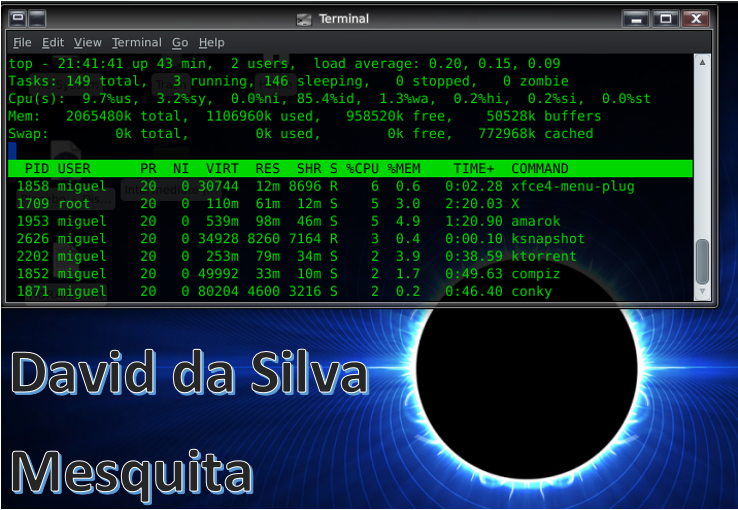 Terminal
File Edit View Terminal Go Help
top - 21:41:41 up 43 min, 2 users, load average: 0.20, 0.15, 0.09
Tasks: 149 total, 3 running, 146 sleeping, 0 stopped, 0 zombie
Cpu(s): 9.7%us, 3.2%sy, 0.0%ni, 85.4%id, 1.3%wa, 0.2%hi, 0.2%si, 0.0%st
Mem: 2065480k total, 1106960k used, 958520k free, 50528k buffers
Swap: 0k total, 0k used, 0k free, 772968k cached
PID USER PR NI VIRT RES SHR S %CPU %MEM TIME+ COMMAND
1858 miguel 20 0 30744 12m 8696 R 6 0.6 0:02.28 xfce4-menu-plug
1709 root 20 0 110m 61m 12m S 5 3.0 2:20.03 X
1953 miguel 20 0 539m 98m 46m S 5 4.9 1:20.90 amarok
2626 miguel 20 0 34928 8260 7164 R 3 0.4 0:00.10 ksnapshot
2202 miguel 20 0 253m 79m 34m S 2 3.9 0:38.59 ktorrent
1852 miguel 20 0 49992 33m 10m S 2 1.7 0:49.63 compiz
1871 miguel 20 0 80204 4600 3216 S 2 0.2 0:46.40 conky
David da Silva
Mesquita